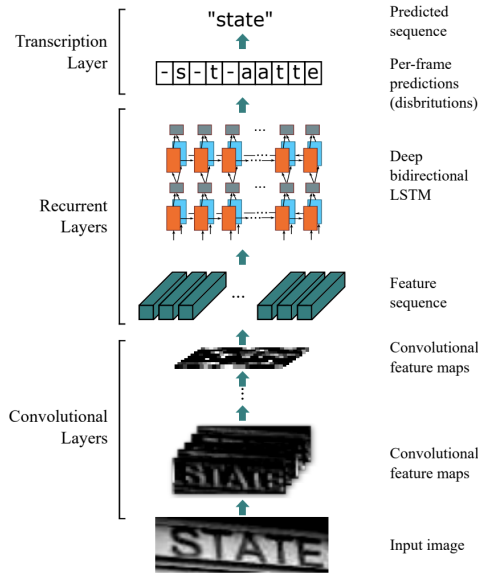 Transcription
Layer
"state"
Predicted
sequence
-s-t-aatte
Per-frame
predictions
(disbritutions)
Recurrent
Layers
...
...
Deep
bidirectional
LSTM
...
Feature
sequence
Convolutional
Layers
Convolutional
feature maps
...
STATE
Convolutional
feature maps
STATE
Input image